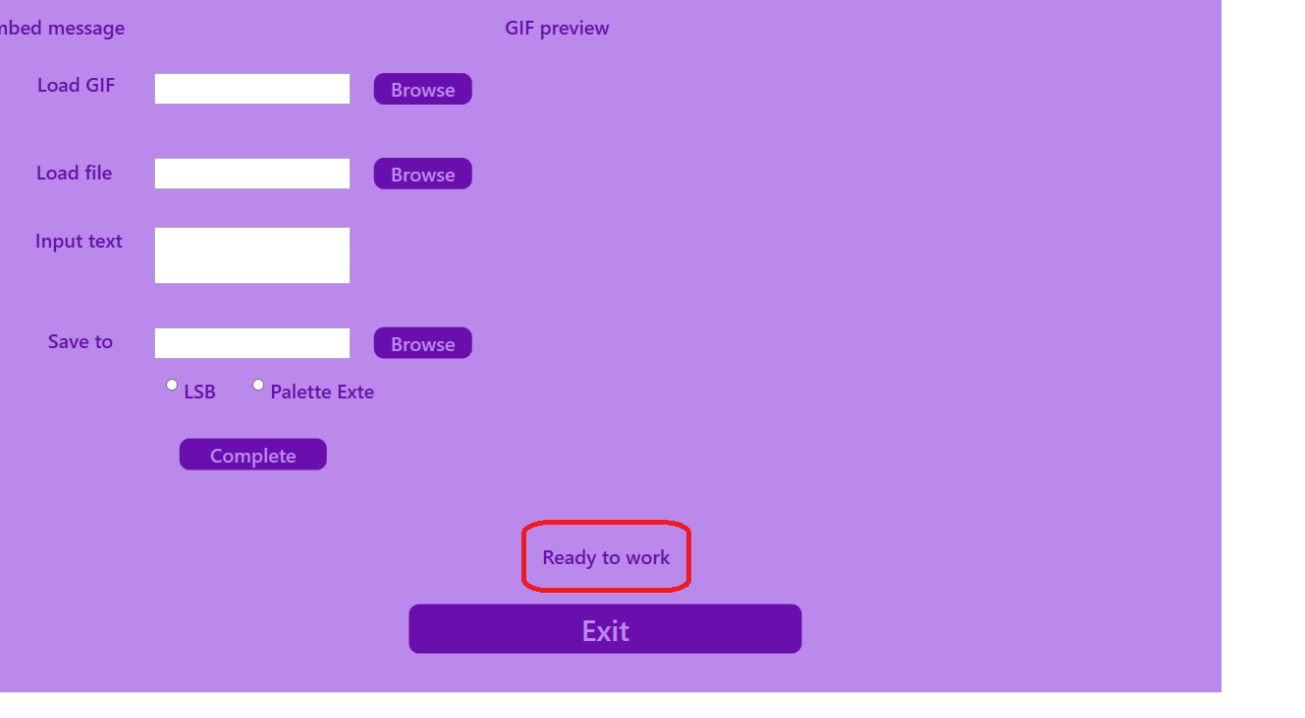 mbed message
GIF preview
Load GIF
Browse
Load file
Browse
Input text
Save to
Browse
LSB
Palette Exte
Complete
Ready to work
Exit